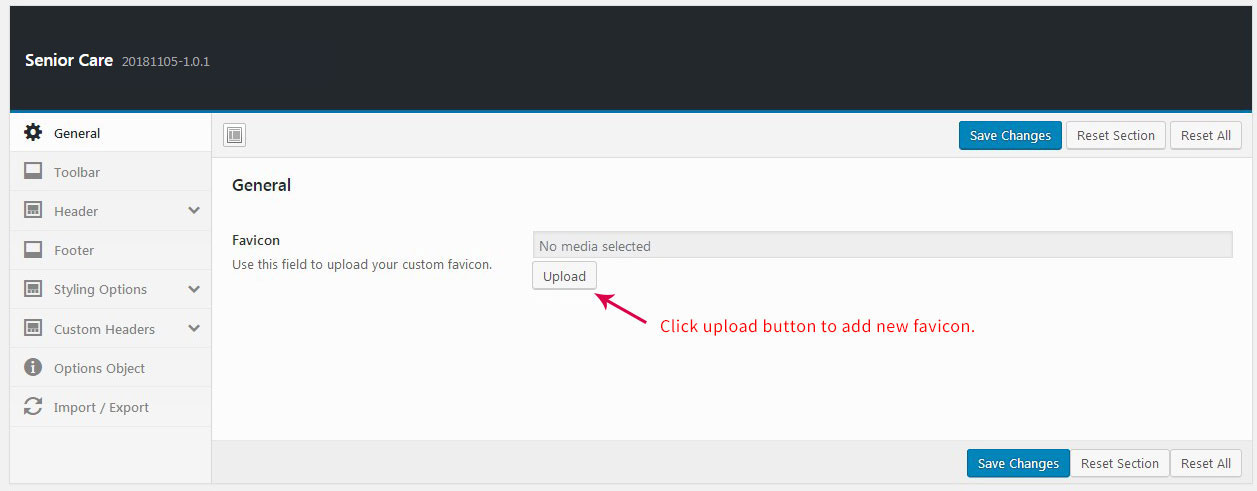 Senior Care 20181105-1.0.1
General
Toolbar
Header
Footer
Styling Options
Custom Headers
Options Object
Import / Export
Save Changes Reset Section Reset All
General
Favicon
Use this field to upload your custom favicon.
No media selected
Upload
Click upload button to add new favicon.
Save Changes Reset Section Reset All